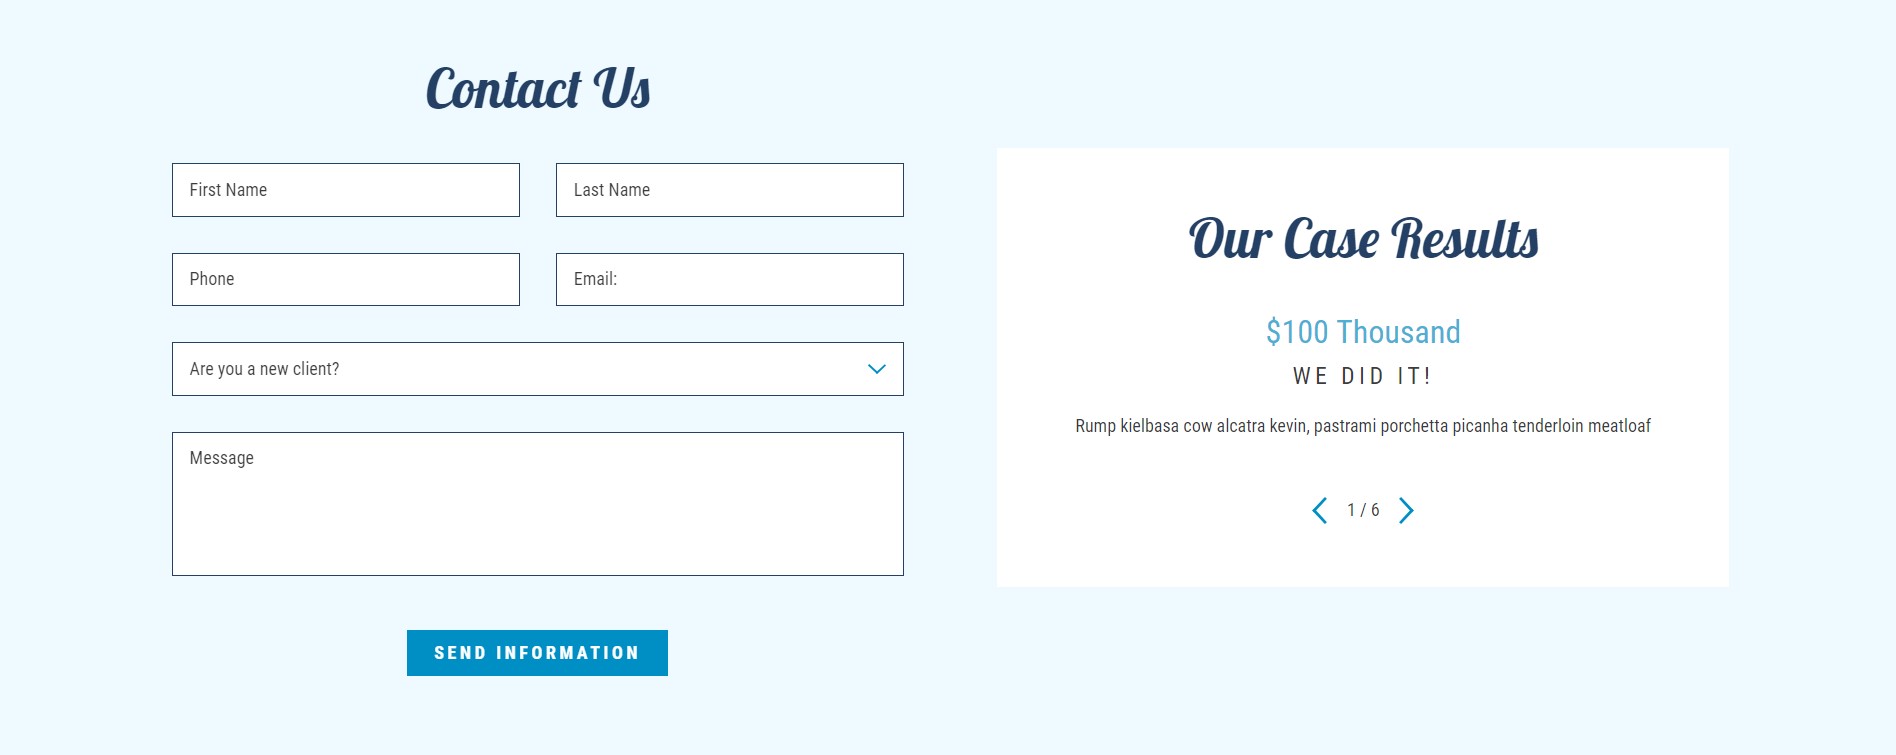 Contact Us
First Name
Last Name
Phone
Email:
Are you a new client?
Message
SEND INFORMATION
Our Case Results
$100 Thousand
WE DID IT!
Rump kielbasa cow alcatra kevin, pastrami porchetta picanha tenderloin meatloaf
1 / 6